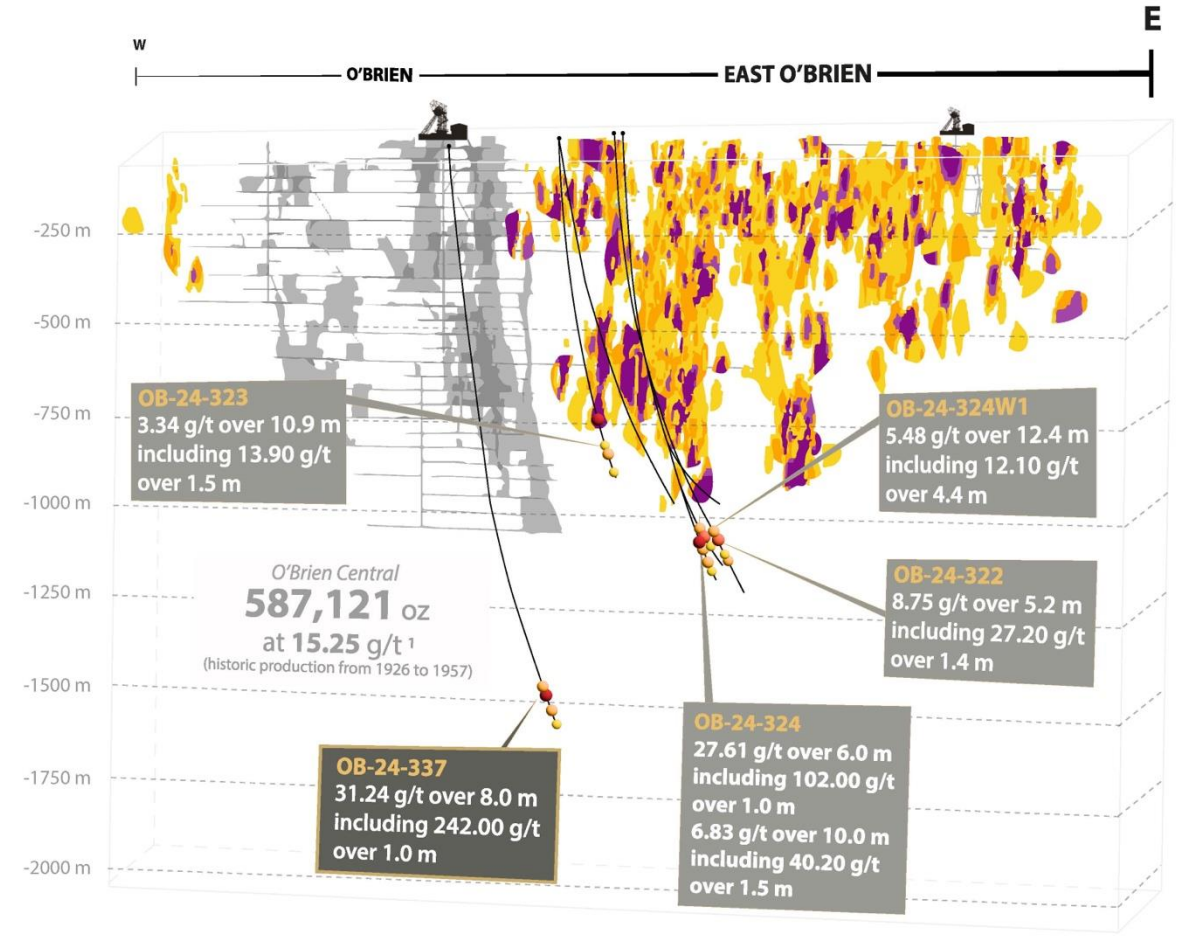 E
W
O'BRIEN
EAST O'BRIEN
-250 m
-500 m
-750 m
-1000 m
-1250 m
-1500 m
-1750 m
-2000 m
OB-24-323
3.34 g/t over 10.9 m
including 13.90 g/t
over 1.5 m
OB-24-324W1
5.48 g/t over 12.4 m
including 12.10 g/t
over 4.4 m
O'Brien Central
587,121 oz
at 15.25 g/t ¹
(historic production from 1926 to 1957)
OB-24-322
8.75 g/t over 5.2 m
including 27.20 g/t
over 1.4 m
OB-24-337
31.24 g/t over 8.0 m
including 242.00 g/t
over 1.0 m
OB-24-324
27.61 g/t over 6.0 m
including 102.00 g/t
over 1.0 m
6.83 g/t over 10.0 m
including 40.20 g/t
over 1.5 m